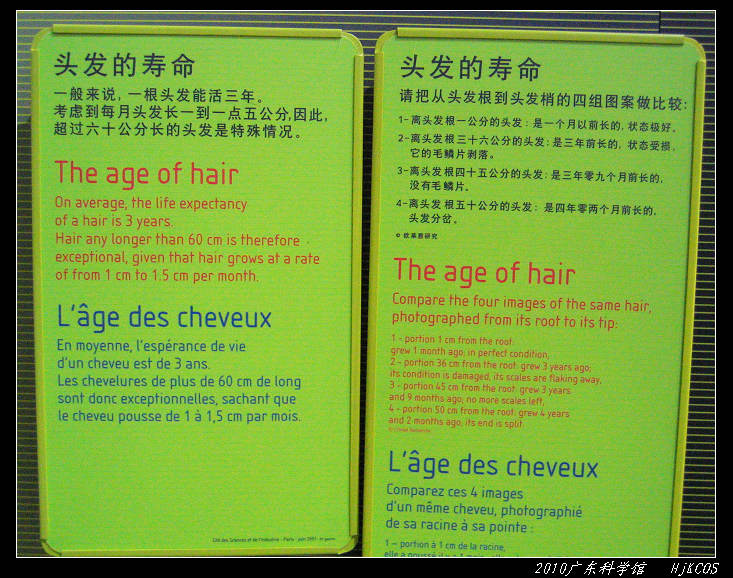 头发的寿命
一般来说，一根头发能活三年。
考虑到每月头发长一到一点五公分,因此,
超过六十公分长的头发是特殊情况。
The age of hair
On average, the life expectancy
of a hair is 3 years.
Hair any longer than 60 cm is therefore
exceptional, given that hair grows at a rate
of from 1 cm to 1.5 cm per month.
L'âge des cheveux
En moyenne, l'espérance de vie
d'un cheveu est de 3 ans.
Les chevelures de plus de 60 cm de long
sont donc exceptionnelles, sachant que
le cheveu pousse de 1 à 1,5 cm par mois.
Cité des Sciences et de l'Industrie - Paris - juin 2001
头发的寿命
请把从头发根到头发梢的四组图案做比较:
1-离头发根一公分的头发：是一个月以前长的, 状态极好。
2-离头发根三十六公分的头发: 是三年前长的, 状态受损,
它的毛鳞片剥落。
3-离头发根四十五公分的头发: 是三年零九个月前长的,
没有毛鳞片。
4-离头发根五十公分的头发： 是四年零两个月前长的,
头发分岔。
© 欧莱雅研究
The age of hair
Compare the four images of the same hair,
photographed from its root to its tip:
1 - portion 1 cm from the root:
grew 1 month ago; in perfect condition,
2 - portion 36 cm from the root: grew 3 years ago;
its condition is damaged, its scales are flaking away,
3 - portion 45 cm from the root: grew 3 years
and 9 months ago; no more scales left,
4 - portion 50 cm from the root: grew 4 years
and 2 months ago; its end is split.
L'âge des cheveux
Comparez ces 4 images
d'un même cheveu, photographié
de sa racine à sa pointe :
1 - portion à 1 cm de la racine,
2010广东科学馆 HJ&COS